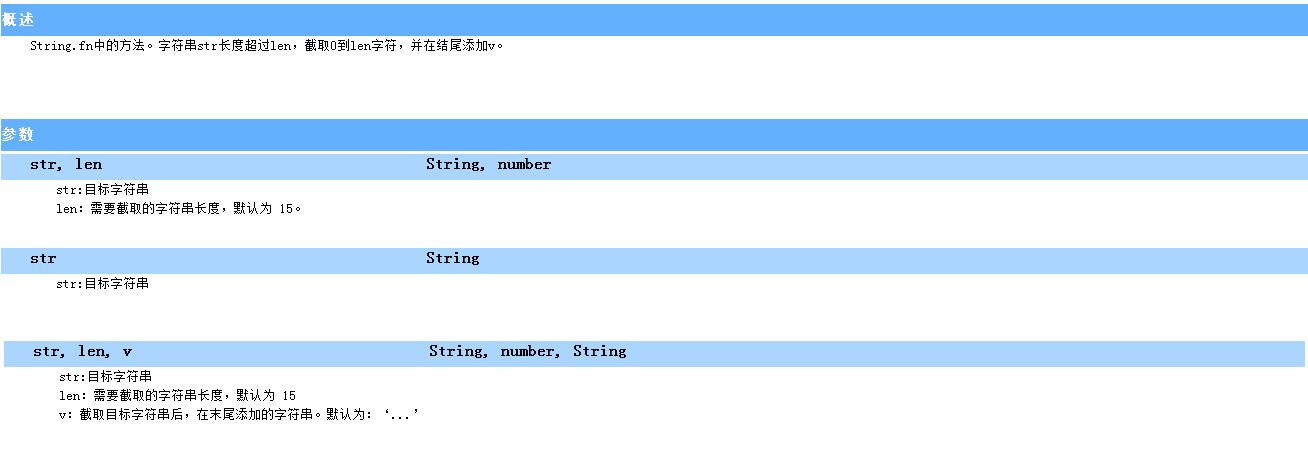 概述
String.fn中的方法。字符串str长度超过len，截取0到len字符，并在结尾添加v。
参数
str, len String, number
str:目标字符串
len: 需要截取的字符串长度，默认为 15。
str String
str:目标字符串
str, len, v String, number, String
str:目标字符串
len: 需要截取的字符串长度，默认为 15
v: 截取目标字符串后，在末尾添加的字符串。默认为: ‘...’